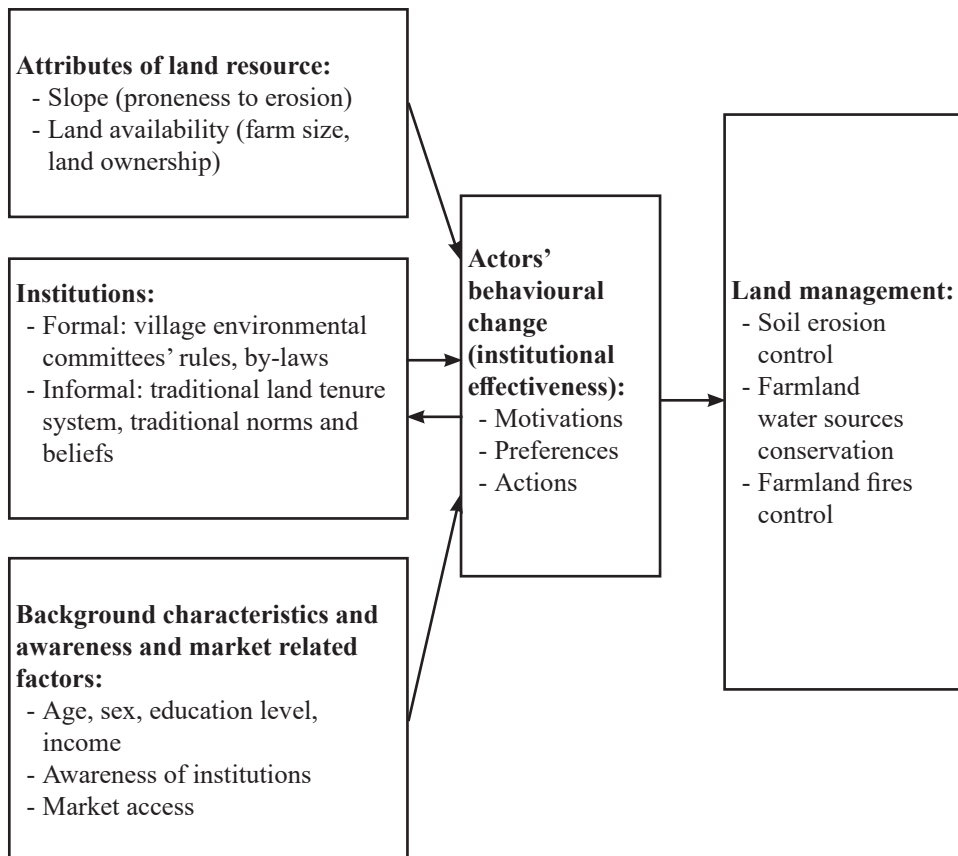 Attributes of land resource:
- Slope (proneness to erosion)
- Land availability (farm size,
land ownership)
Institutions:
- Formal: village environmental
committees’ rules, by-laws
- Informal: traditional land tenure
system, traditional norms and
beliefs
Background characteristics and
awareness and market related
factors:
- Age, sex, education level,
income
- Awareness of institutions
- Market access
Actors’
behavioural
change
(institutional
effectiveness):
- Motivations
- Preferences
- Actions
Land management:
- Soil erosion
control
- Farmland
water sources
conservation
- Farmland fires
control